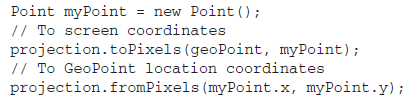 Point myPoint = new Point();
// To screen coordinates
projection.toPixels(geoPoint, myPoint);
// To GeoPoint location coordinates
projection.fromPixels(myPoint.x, myPoint.y);